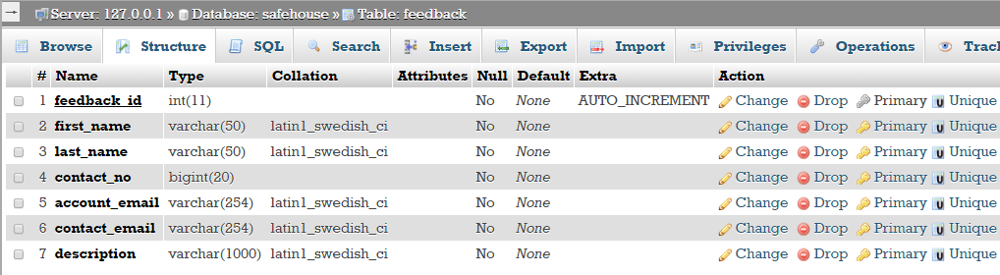 Server: 127.0.0.1 » Database: safehouse » Table: feedback
Browse Structure SQL Search Insert Export Import Privileges Operations Tracl
# Name Type Collation Attributes Null Default Extra Action
1 feedback_id int(11) No None AUTO_INCREMENT Change Drop Primary Unique
2 first_name varchar(50) latin1_swedish_ci No None Change Drop Primary Unique
3 last_name varchar(50) latin1_swedish_ci No None Change Drop Primary Unique
4 contact_no bigint(20) No None Change Drop Primary Unique
5 account_email varchar(254) latin1_swedish_ci No None Change Drop Primary Unique
6 contact_email varchar(254) latin1_swedish_ci No None Change Drop Primary Unique
7 description varchar(1000) latin1_swedish_ci No None Change Drop Primary Unique